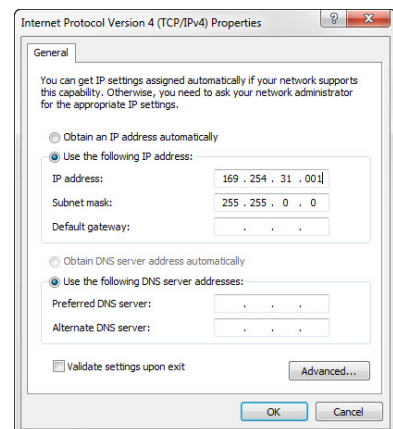 Internet Protocol Version 4 (TCP/IPv4) Properties
General
You can get IP settings assigned automatically if your network supports
this capability. Otherwise, you need to ask your network administrator
for the appropriate IP settings.
Obtain an IP address automatically
Use the following IP address:
IP address: 169 . 254 . 31 . 001
Subnet mask: 255 . 255 . 0 . 0
Default gateway: . . .
Obtain DNS server address automatically
Use the following DNS server addresses:
Preferred DNS server: . . .
Alternate DNS server: . . .
Validate settings upon exit
Advanced...
OK Cancel